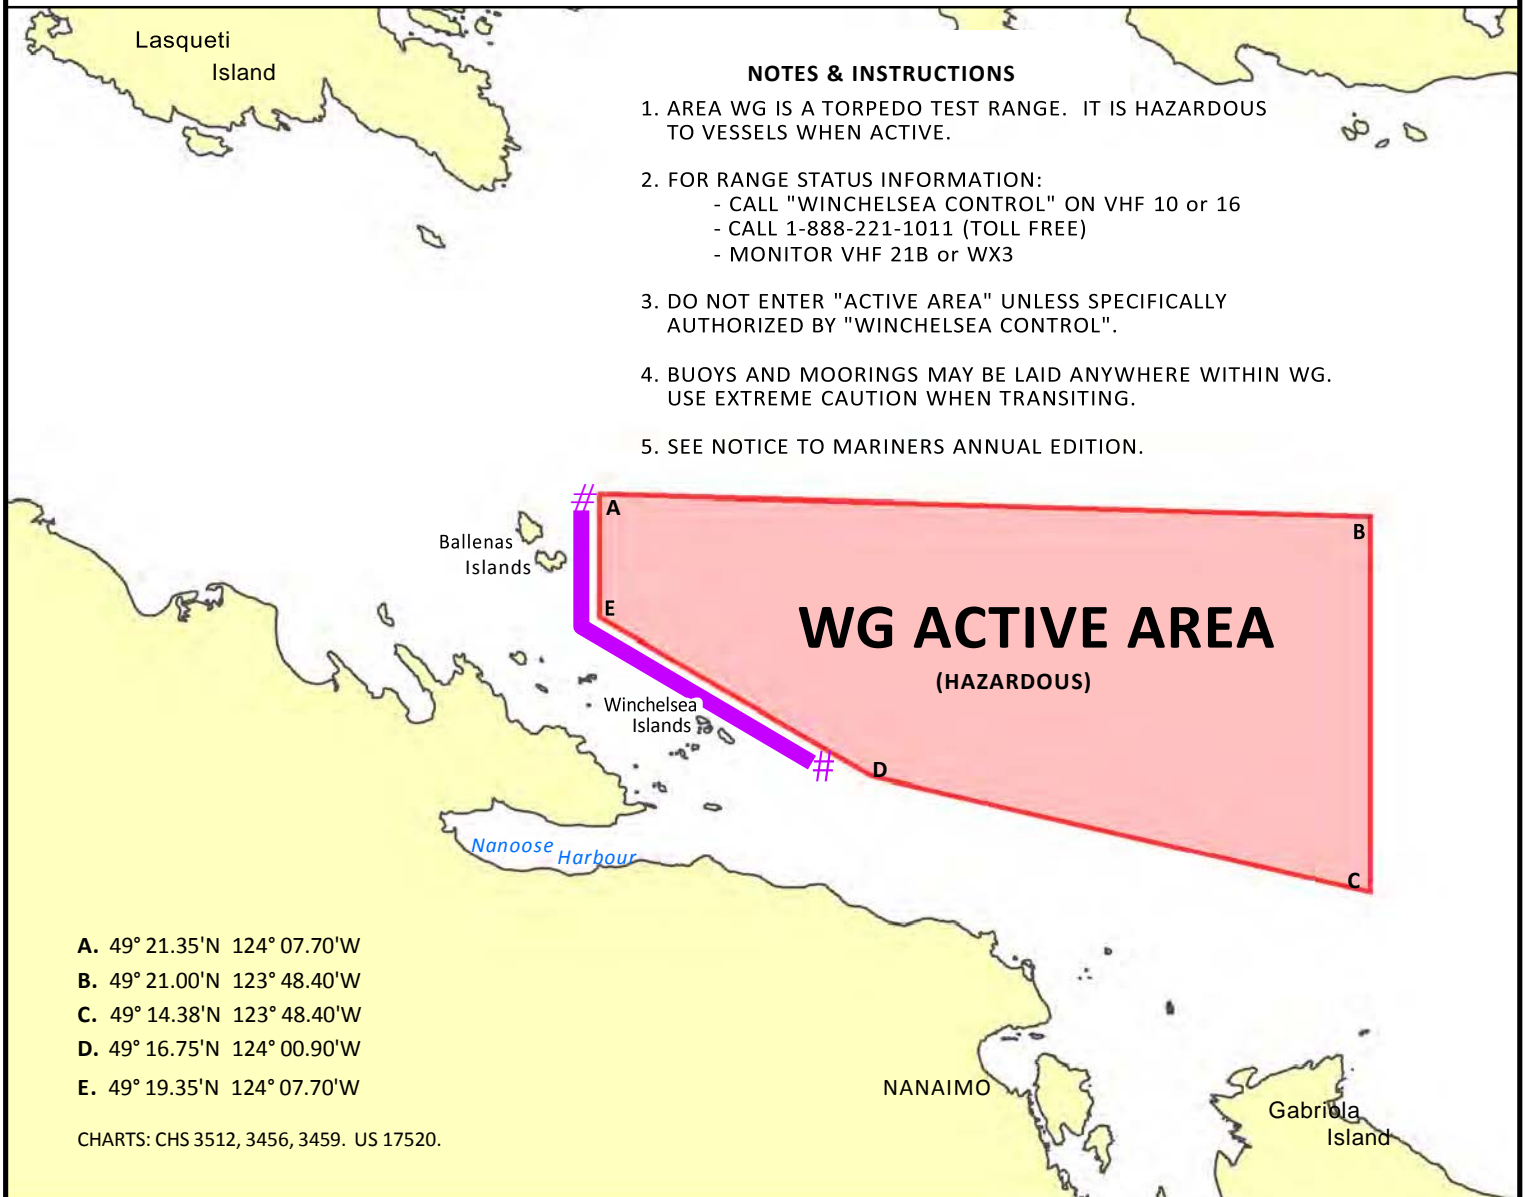 Lasqueti
Island
NOTES & INSTRUCTIONS
1. AREA WG IS A TORPEDO TEST RANGE. IT IS HAZARDOUS
TO VESSELS WHEN ACTIVE.
2. FOR RANGE STATUS INFORMATION:
- CALL "WINCHELSEA CONTROL" ON VHF 10 or 16
- CALL 1-888-221-1011 (TOLL FREE)
- MONITOR VHF 21B or WX3
3. DO NOT ENTER "ACTIVE AREA" UNLESS SPECIFICALLY
AUTHORIZED BY "WINCHELSEA CONTROL".
4. BUOYS AND MOORINGS MAY BE LAID ANYWHERE WITHIN WG.
USE EXTREME CAUTION WHEN TRANSITING.
5. SEE NOTICE TO MARINERS ANNUAL EDITION.
#
A
B
Ballenas
Islands
E
WG ACTIVE AREA
(HAZARDOUS)
Winchelsea
Islands
#
D
C
Nanoose
Harbour
A. 49° 21.35'N 124° 07.70'W
B. 49° 21.00'N 123° 48.40'W
C. 49° 14.38'N 123° 48.40'W
D. 49° 16.75'N 124° 00.90'W
E. 49° 19.35'N 124° 07.70'W
CHARTS: CHS 3512, 3456, 3459. US 17520.
NANAIMO
Gabriola
Island